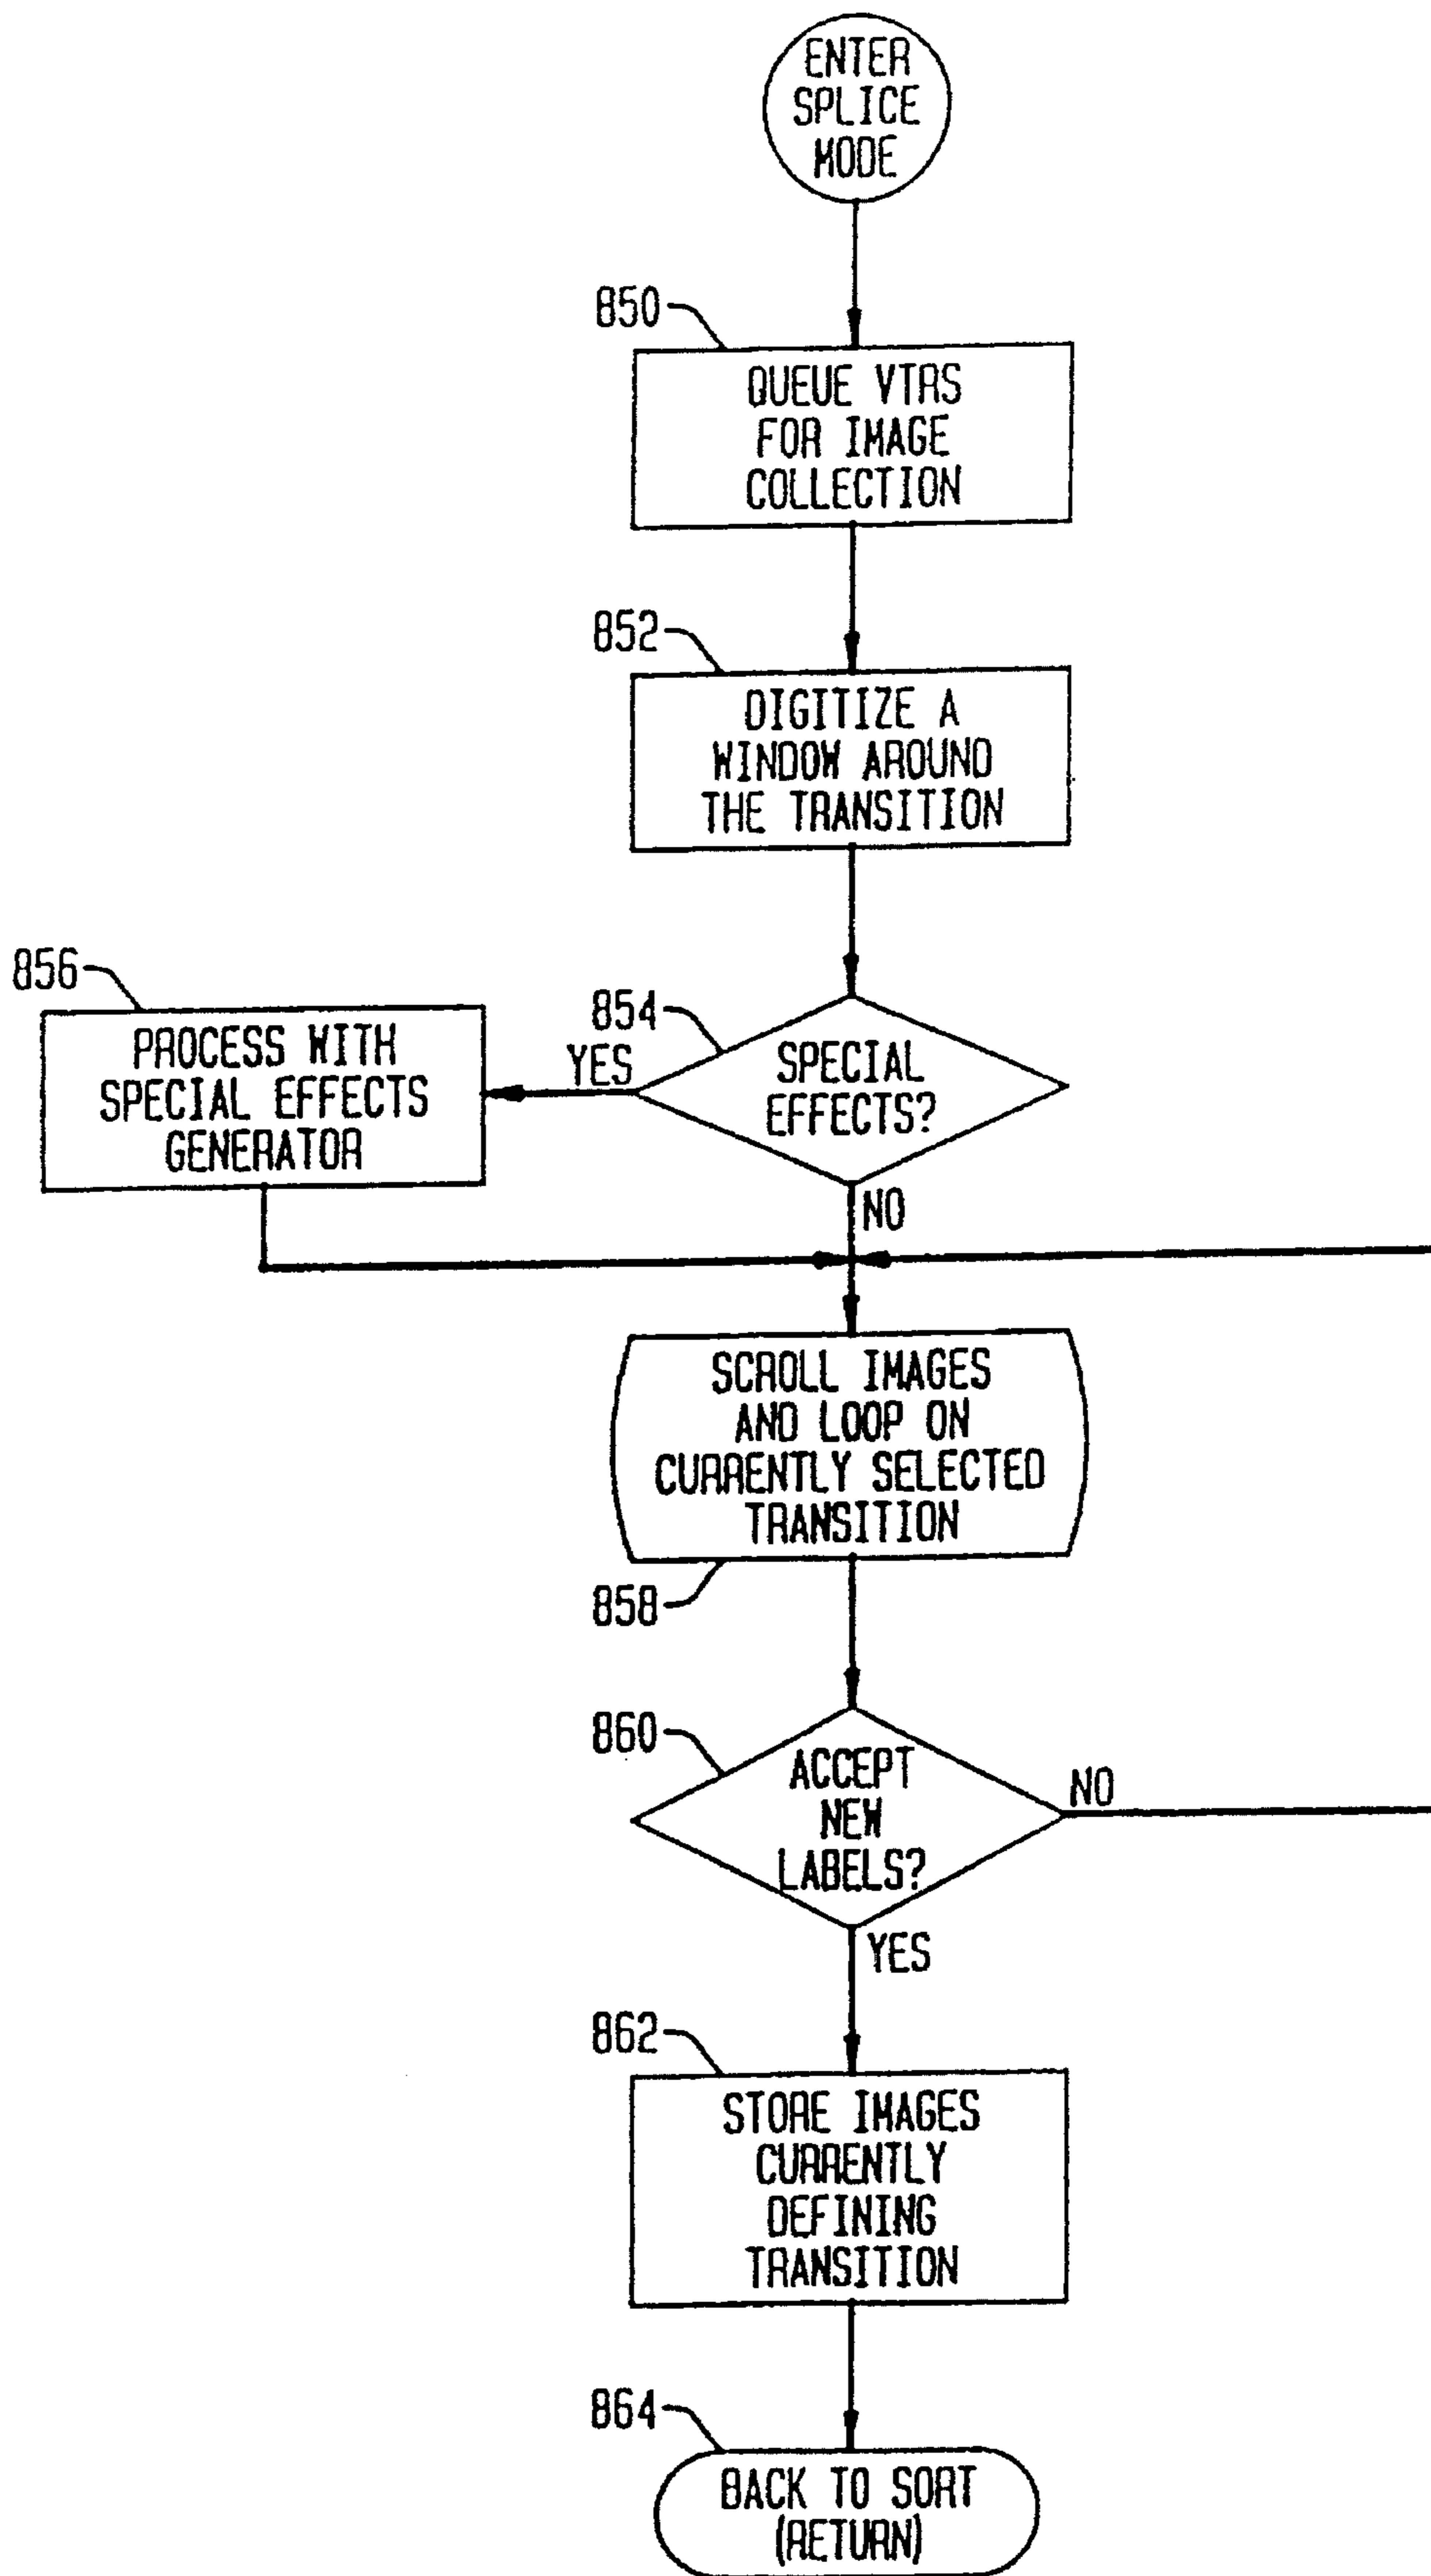 ENTER
SPLICE
MODE
850
QUEUE VTRS
FOR IMAGE
COLLECTION
852
DIGITIZE A
WINDOW AROUND
THE TRANSITION
856
PROCESS WITH
SPECIAL EFFECTS
GENERATOR
854
YES
SPECIAL
EFFECTS?
NO
SCROLL IMAGES
AND LOOP ON
CURRENTLY SELECTED
TRANSITION
858
860
ACCEPT
NEW
LABELS?
NO
YES
862
STORE IMAGES
CURRENTLY
DEFINING
TRANSITION
864
BACK TO SORT
(RETURN)